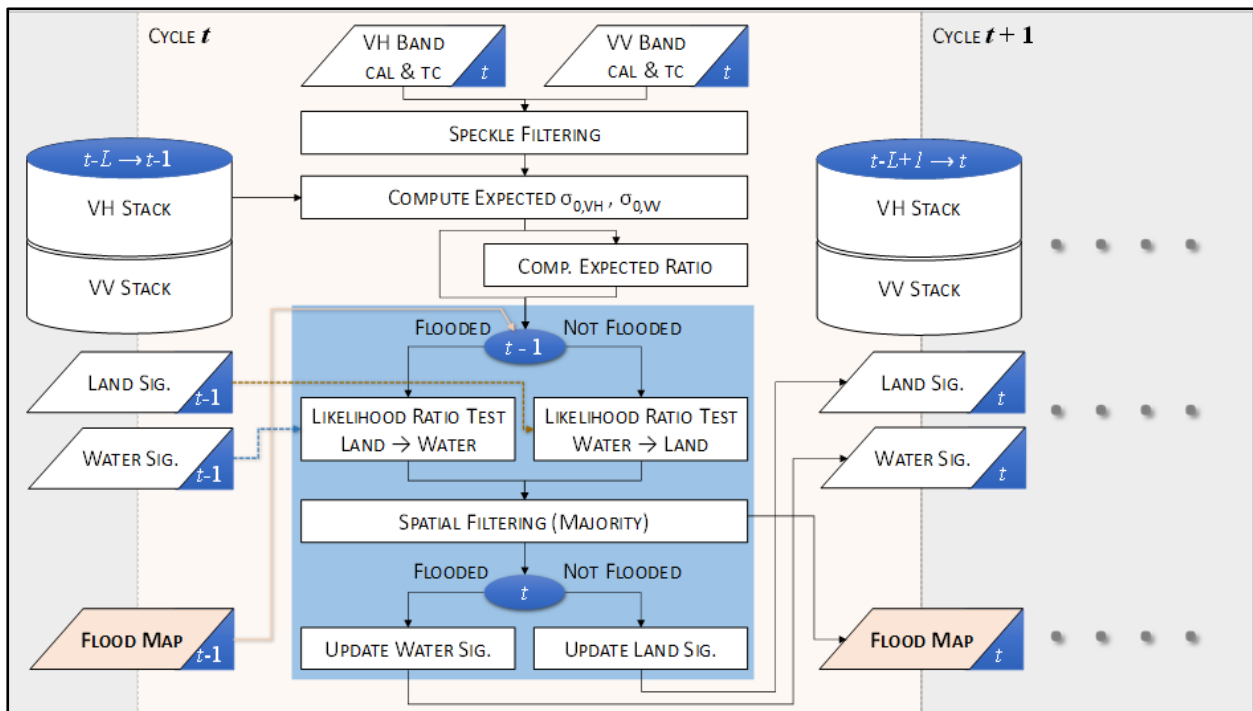 CYCLE t
CYCLE t + 1
VH BAND
CAL & TC
t
VV BAND
CAL & TC
t
SPECKLE FILTERING
t-L → t-1
VH STACK
VV STACK
COMPUTE EXPECTED σ0,VH , σ0,VV
t-L+1 → t
VH STACK
VV STACK
COMP. EXPECTED RATIO
FLOODED
NOT FLOODED
t - 1
LAND SIG.
t-1
LAND SIG.
t
LIKELIHOOD RATIO TEST
LAND → WATER
LIKELIHOOD RATIO TEST
WATER → LAND
WATER SIG.
t-1
WATER SIG.
t
SPATIAL FILTERING (MAJORITY)
FLOODED
NOT FLOODED
t
FLOOD MAP
t-1
UPDATE WATER SIG.
UPDATE LAND SIG.
FLOOD MAP
t